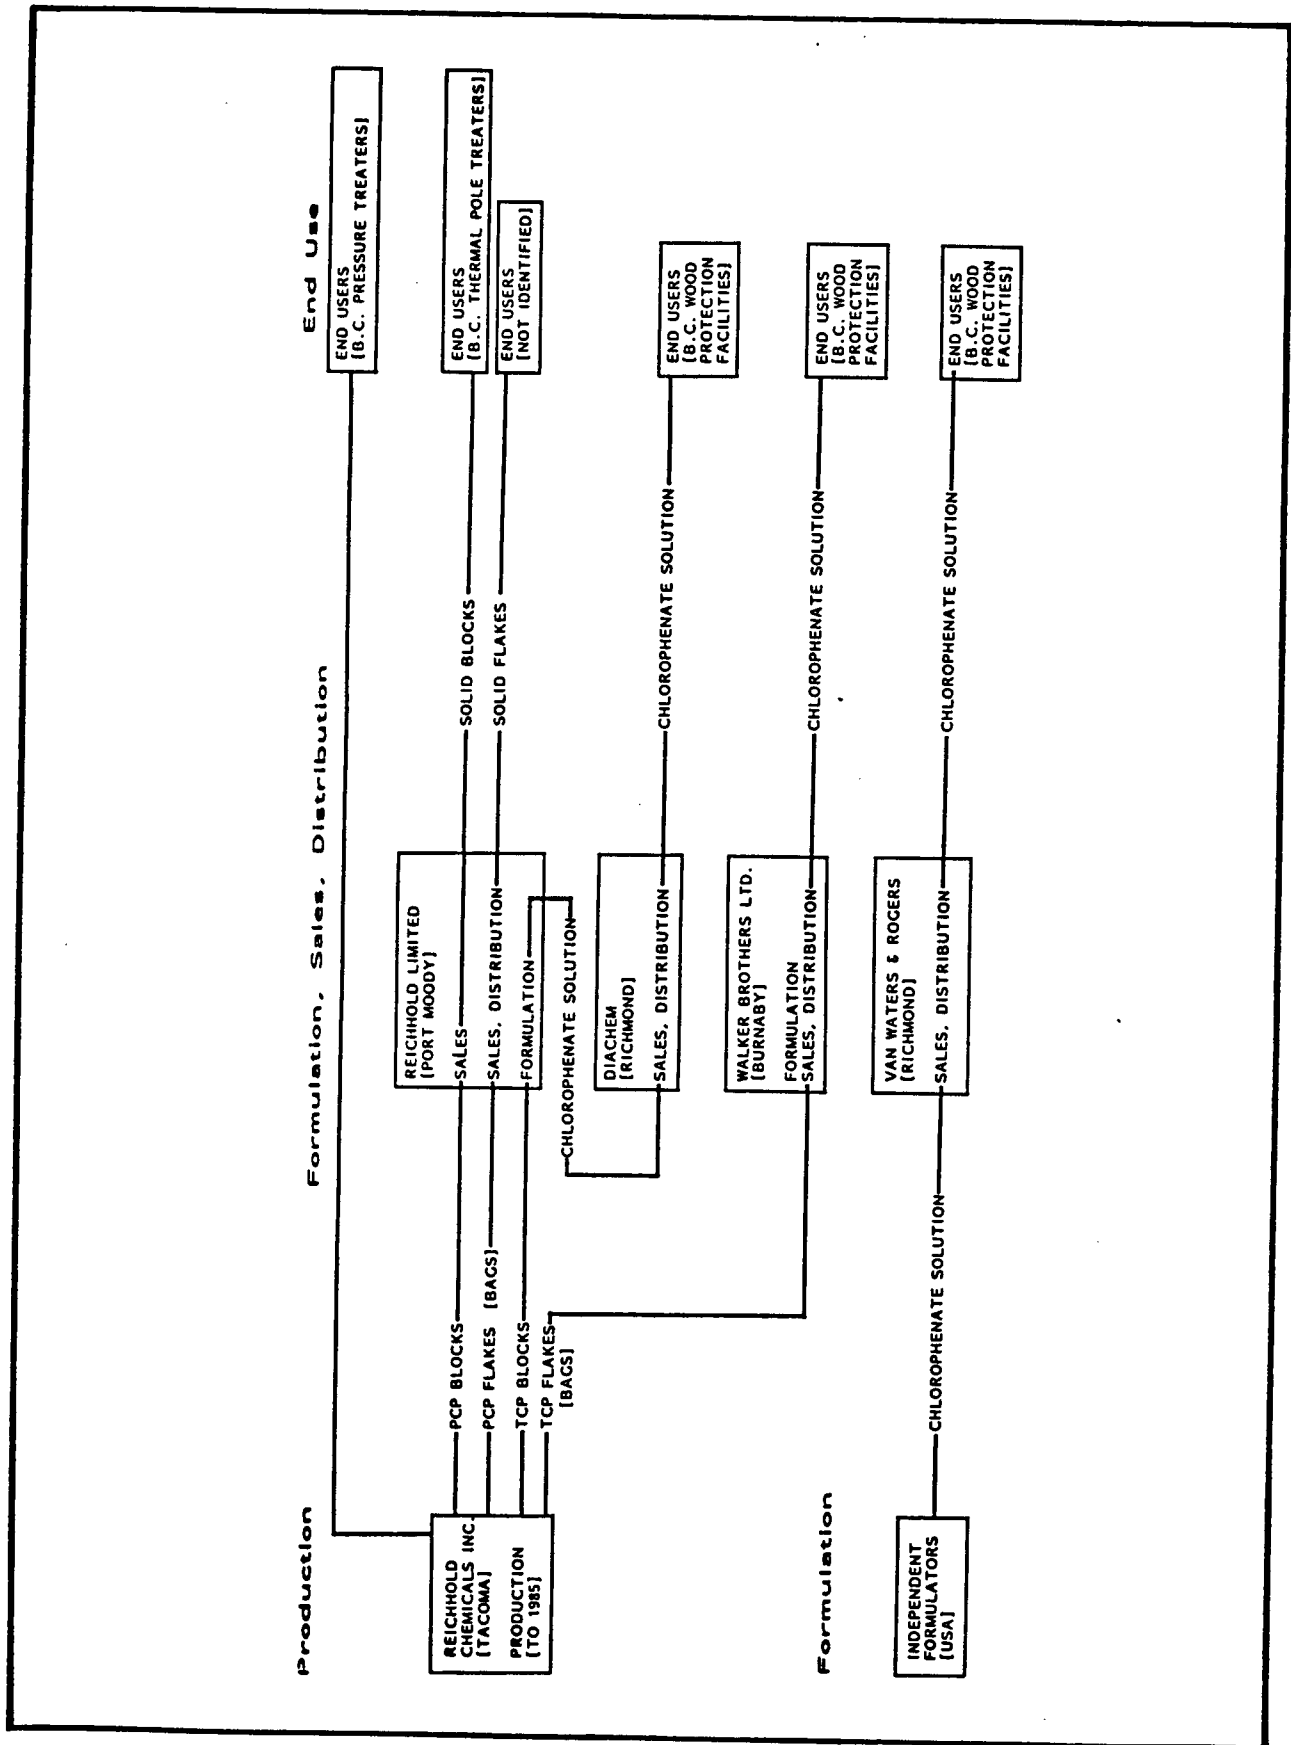 Production
Formulation, Sales, Distribution
End Use
REICHHOLD
CHEMICALS INC.
[TACOMA]
PRODUCTION
[TO 1985]
END USERS
[B.C. PRESSURE TREATERS]
PCP BLOCKS
PCP FLAKES [BAGS]
TCP BLOCKS
TCP FLAKES
[BAGS]
REICHHOLD LIMITED
[PORT MOODY]
SALES
SALES, DISTRIBUTION
FORMULATION
SOLID BLOCKS
SOLID FLAKES
END USERS
[B.C. THERMAL POLE TREATERS]
END USERS
[NOT IDENTIFIED]
CHLOROPHENATE SOLUTION
DIACHEM
[RICHMOND]
SALES, DISTRIBUTION
CHLOROPHENATE SOLUTION
END USERS
[B.C. WOOD
PROTECTION
FACILITIES]
WALKER BROTHERS LTD.
[BURNABY]
FORMULATION
SALES, DISTRIBUTION
CHLOROPHENATE SOLUTION
END USERS
[B.C. WOOD
PROTECTION
FACILITIES]
Formulation
INDEPENDENT
FORMULATORS
[USA]
CHLOROPHENATE SOLUTION
VAN WATERS & ROGERS
[RICHMOND]
SALES, DISTRIBUTION
CHLOROPHENATE SOLUTION
END USERS
[B.C. WOOD
PROTECTION
FACILITIES]